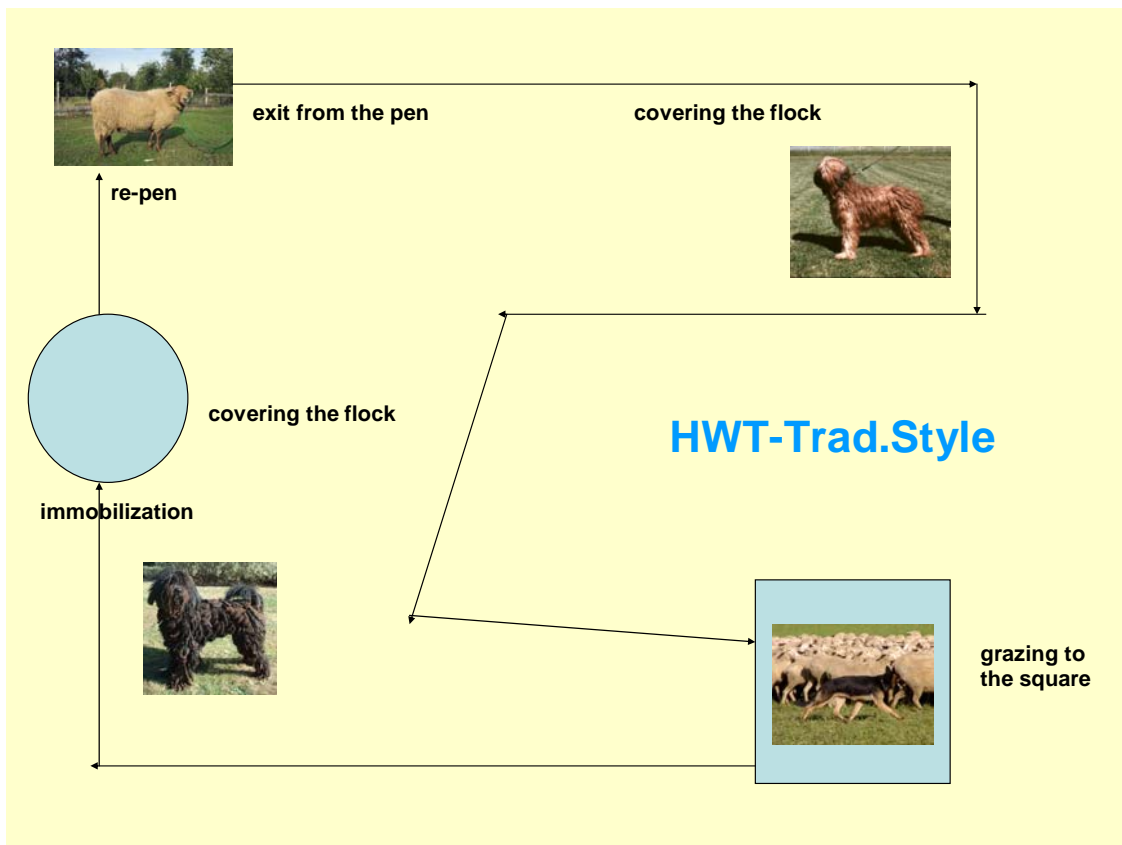 exit from the pen
covering the flock
re-pen
covering the flock
HWT-Trad.Style
immobilization
grazing to
the square